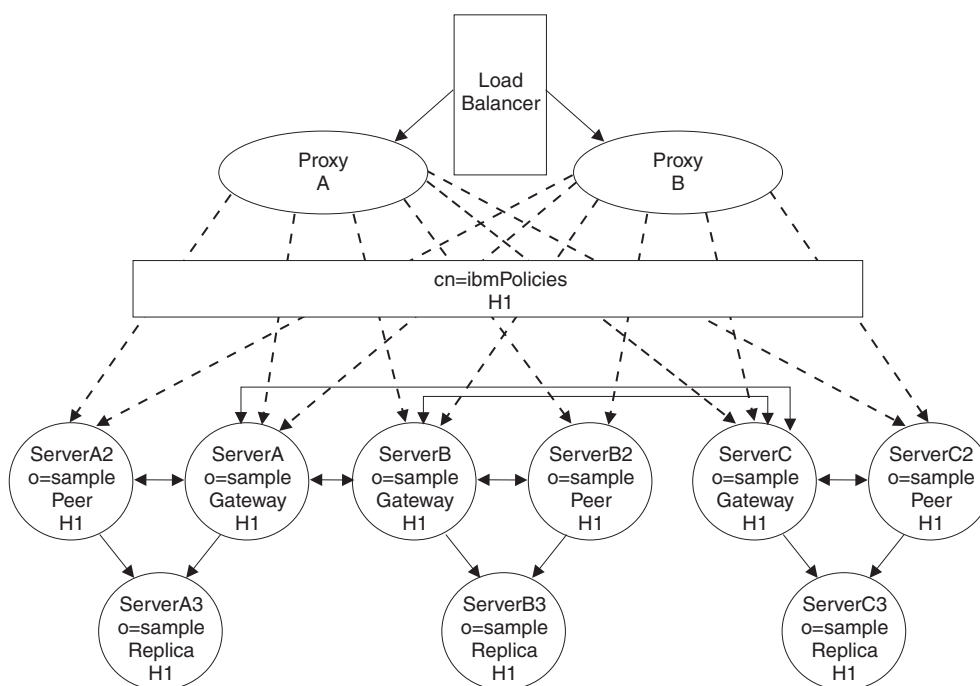 Load
Balancer
Proxy
A
Proxy
B
cn=ibmPolicies
H1
ServerA2
o=sample
Peer
H1
ServerA
o=sample
Gateway
H1
ServerB
o=sample
Gateway
H1
ServerB2
o=sample
Peer
H1
ServerC
o=sample
Gateway
H1
ServerC2
o=sample
Peer
H1
ServerA3
o=sample
Replica
H1
ServerB3
o=sample
Replica
H1
ServerC3
o=sample
Replica
H1